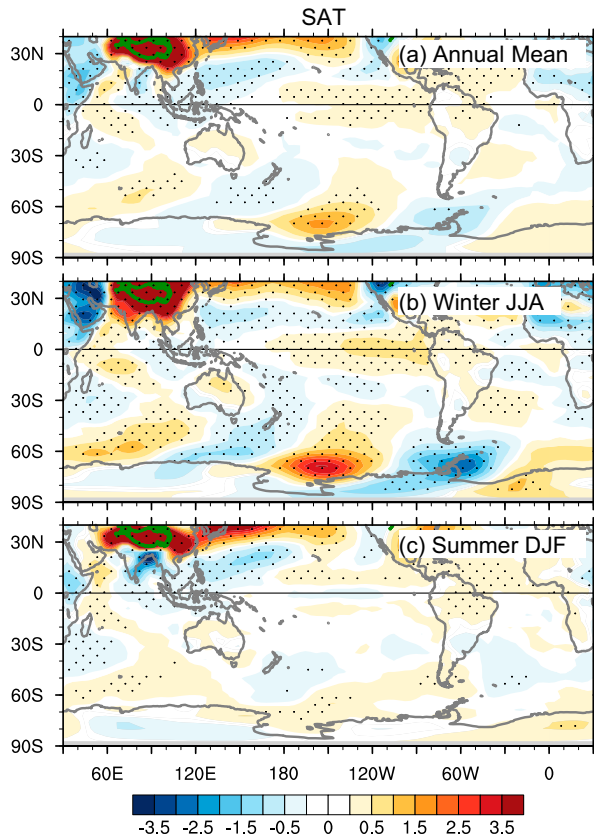 SAT
30N
0
30S
60S
90S
(a) Annual Mean
30N
0
30S
60S
90S
(b) Winter JJA
30N
0
30S
60S
90S
(c) Summer DJF
60E 120E 180 120W 60W 0
-3.5 -2.5 -1.5 -0.5 0 0.5 1.5 2.5 3.5